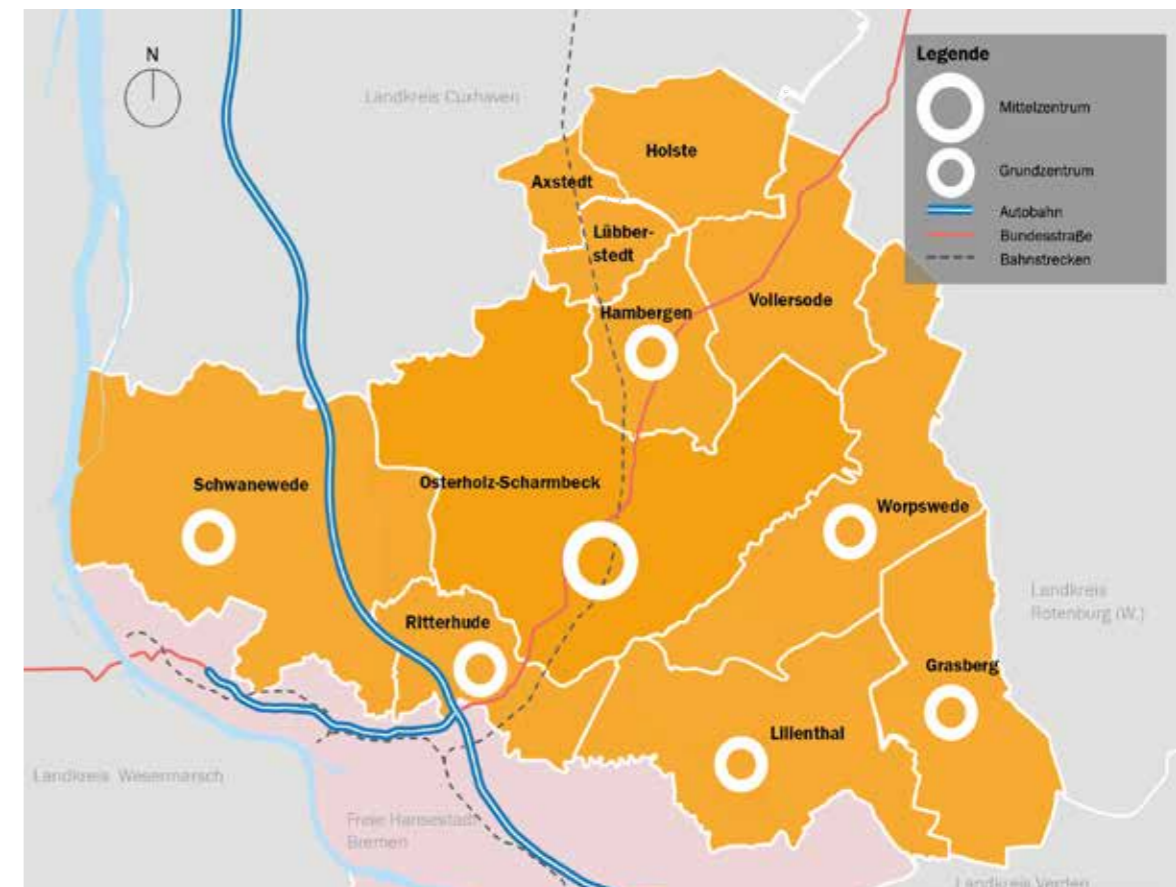 N
Landkreis Cuxhaven
Legende
Mittelzentrum
Grundzentrum
Autobahn
Bundesstraße
Bahnstrecken
Holste
Axstedt
Lübber-
stedt
Hambergen
Vollersode
Schwanewede
Osterholz-Scharmbeck
Worpswede
Ritterhude
Landkreis
Rotenburg (W.)
Grasberg
Lilienthal
Landkreis Wesermarsch
Freie Hansestadt
Bremen
Landkreis Verden